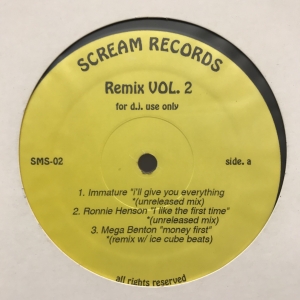 SCREAM RECORDS
Remix VOL. 2
for d.j. use only
SMS-02
side. a
1. Immature "i'll give you everything
"(unreleased mix)
2. Ronnie Henson "i like the first time"
"(unreleased mix)
3. Mega Benton "money first"
"(remix w/ ice cube beats)
all rights reserved